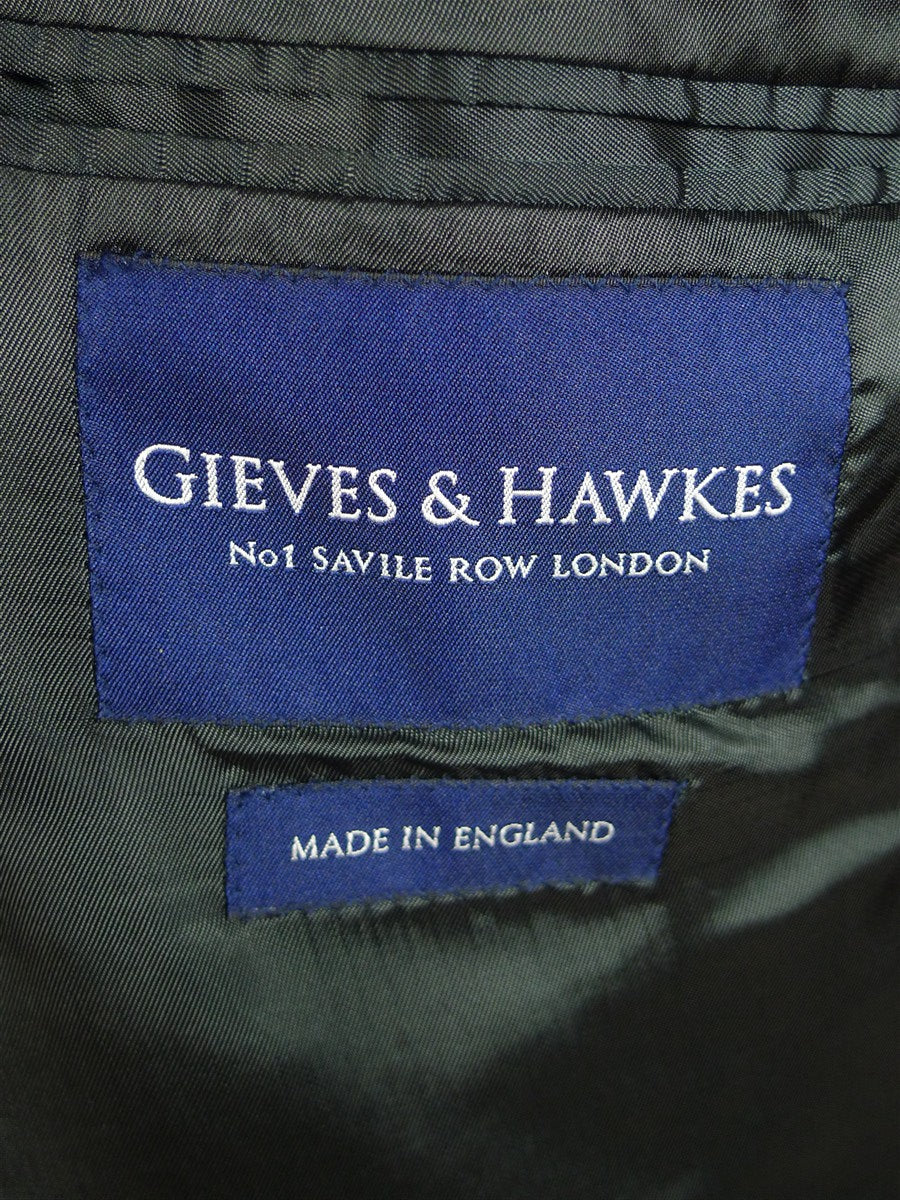 GIEVES & HAWKES
No1 SAVILE ROW LONDON
MADE IN ENGLAND